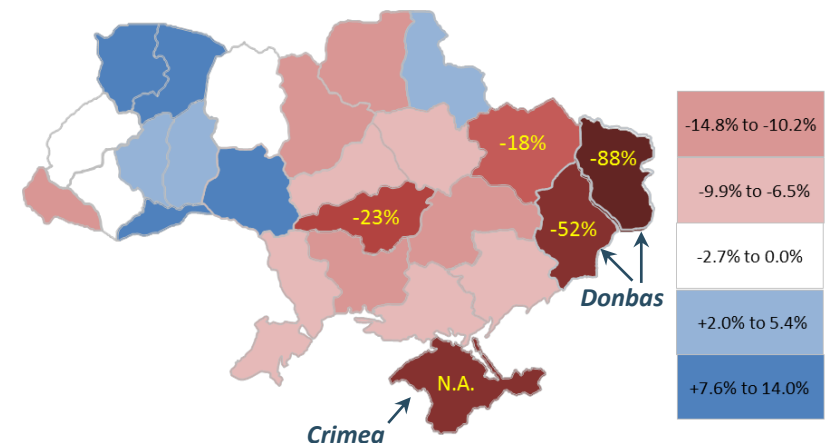 -18%
-88%
-23%
-52%
Donbas
N.A.
Crimea
-14.8% to -10.2%
-9.9% to -6.5%
-2.7% to 0.0%
+2.0% to 5.4%
+7.6% to 14.0%